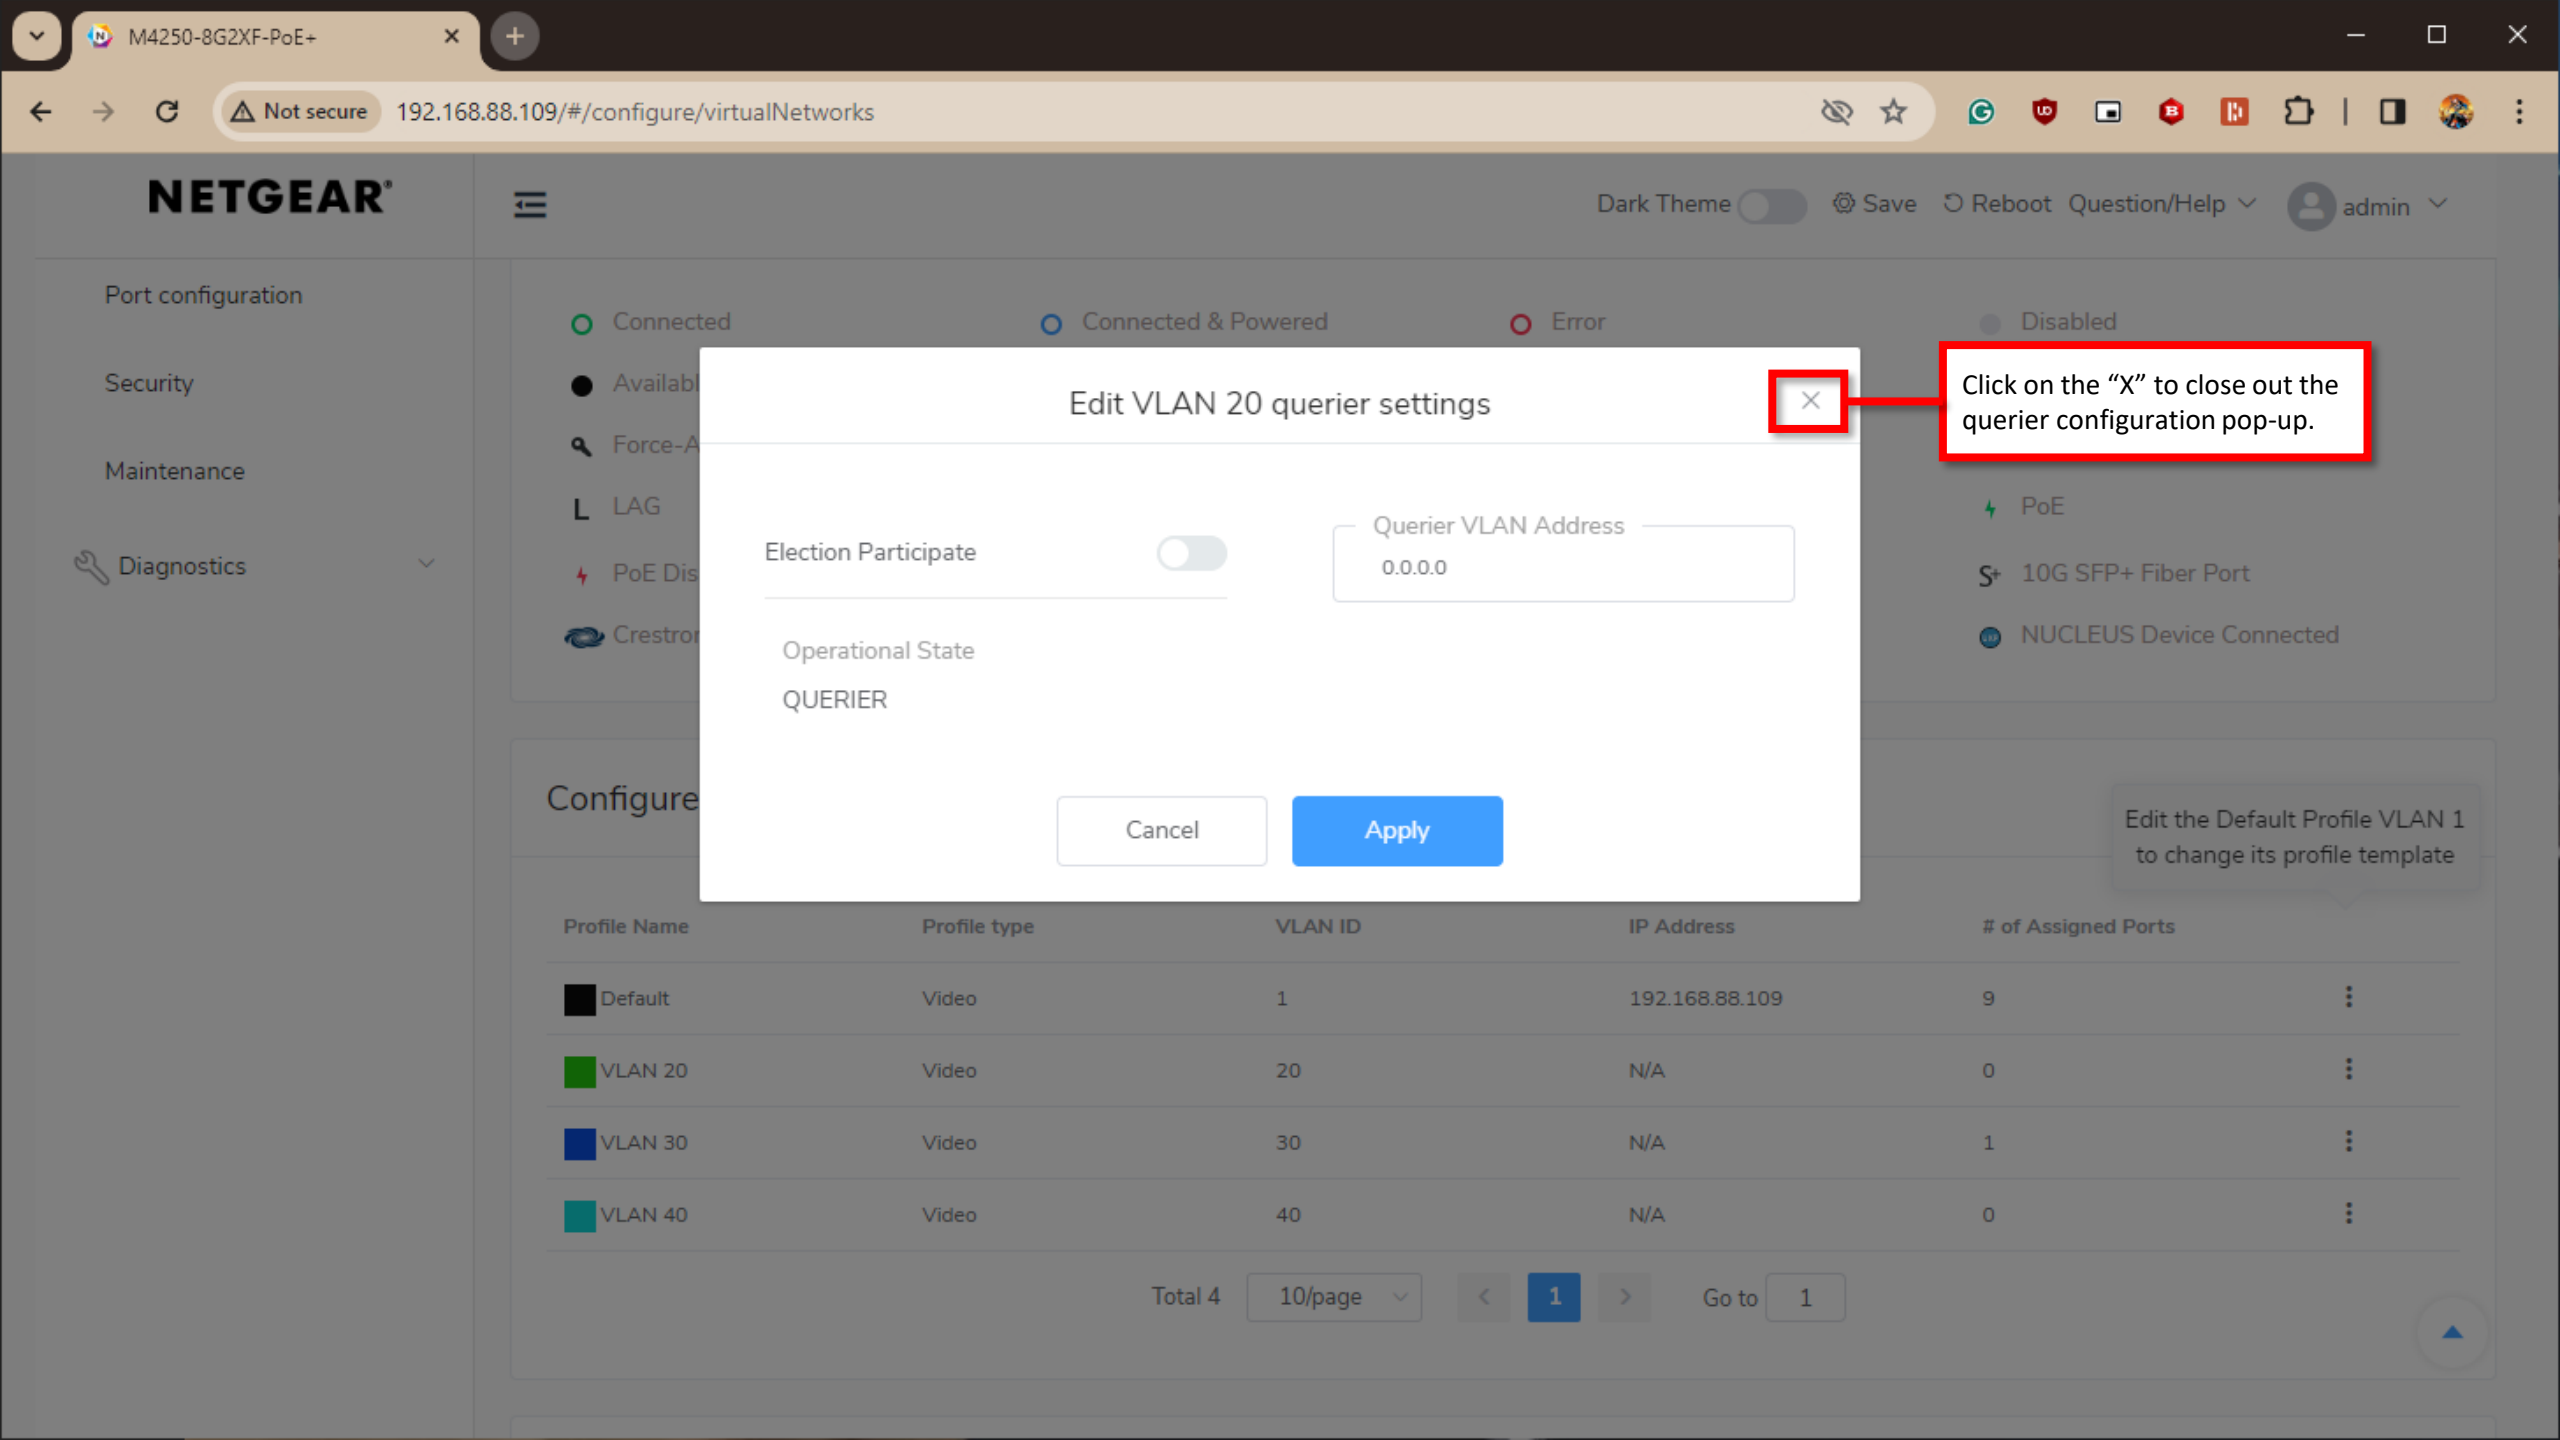 M4250-8G2XF-PoE+
Not secure 192.168.88.109/#/configure/virtualNetworks
NETGEAR®
Dark Theme Save Reboot Question/Help admin
Port configuration
Security
Maintenance
Diagnostics
Connected Connected & Powered Error Disabled
Availabl
Force-A
LAG
PoE
PoE Dis
10G SFP+ Fiber Port
Crestror
NUCLEUS Device Connected
Edit VLAN 20 querier settings
Click on the “X” to close out the
querier configuration pop-up.
Election Participate
Querier VLAN Address
0.0.0.0
Operational State
QUERIER
Cancel Apply
Configure
Edit the Default Profile VLAN 1
to change its profile template
Profile Name Profile type VLAN ID IP Address # of Assigned Ports
Default Video 1 192.168.88.109 9
VLAN 20 Video 20 N/A 0
VLAN 30 Video 30 N/A 1
VLAN 40 Video 40 N/A 0
Total 4 10/page < 1 > Go to 1